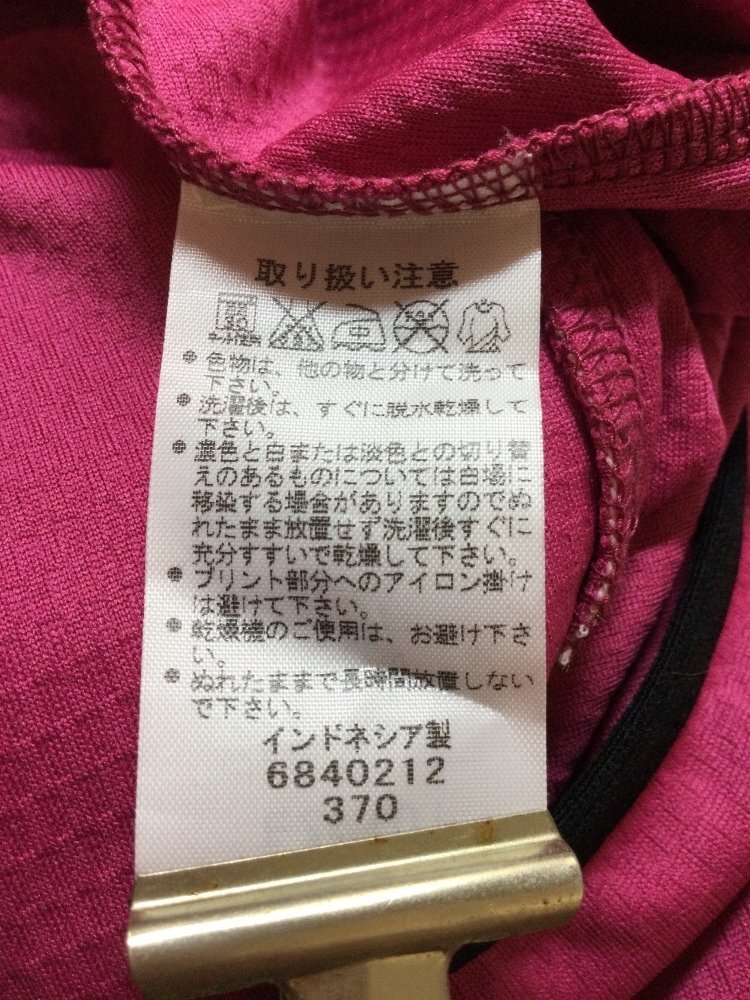 取り扱い注意
● 色物は、他の物と分けて洗って
下さい。
● 洗濯後は、すぐに脱水乾燥して
下さい。
● 濃色と白または淡色との切り替
えのあるものについては白場に
移染する場合がありますのでぬ
れたまま放置せず洗濯後すぐに
充分すすいで乾燥して下さい。
● プリント部分へのアイロン掛け
は避けて下さい。
● 乾燥機のご使用は、お避け下さ
い。
● ぬれたままで長時間放置しない
で下さい。
インドネシア製
6840212
370